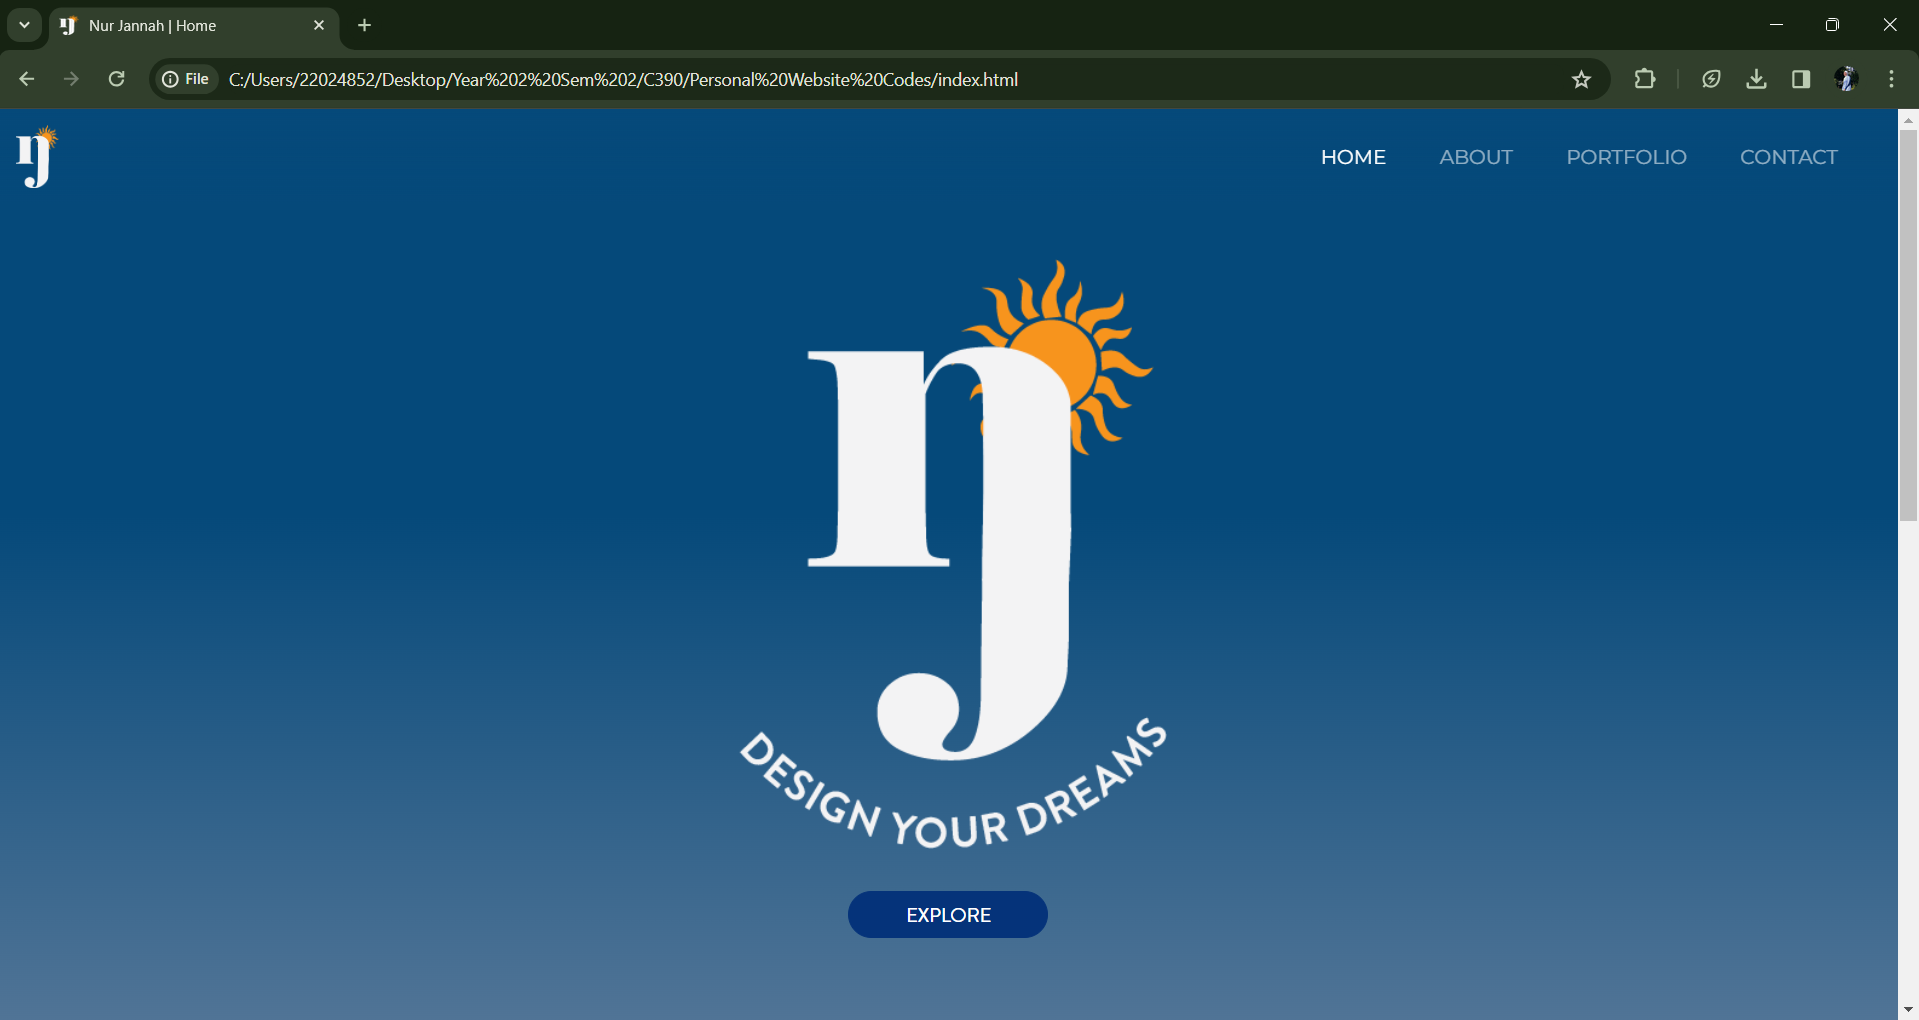 Nur Jannah | Home
File C:/Users/22024852/Desktop/Year%202%20Sem%202/C390/Personal%20Website%20Codes/index.html
nj
HOME ABOUT PORTFOLIO CONTACT
nj
DESIGN YOUR DREAMS
EXPLORE